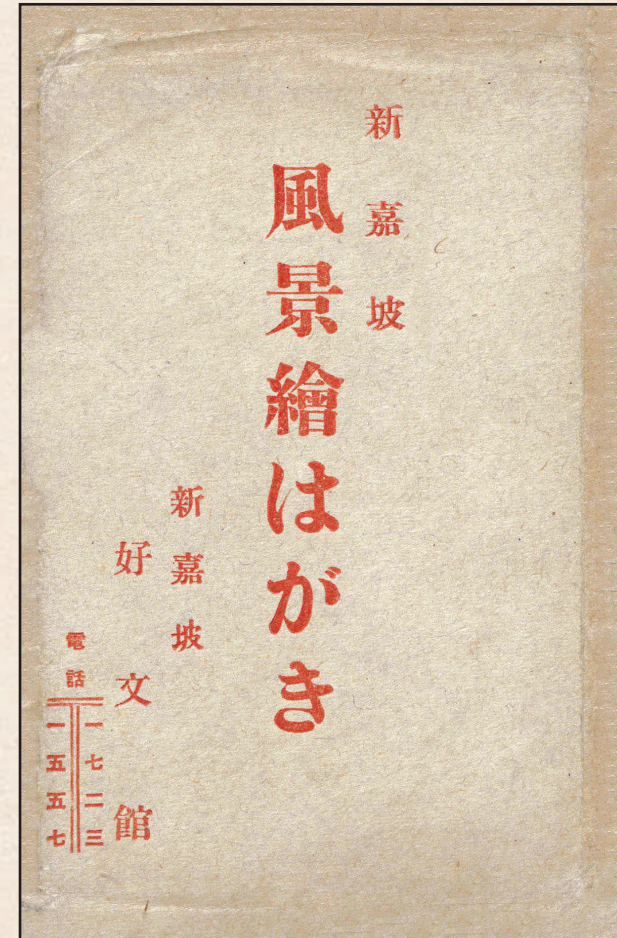 新嘉坡
風景繪はがき
新嘉坡
好文館
電話
一七二三
一五五七